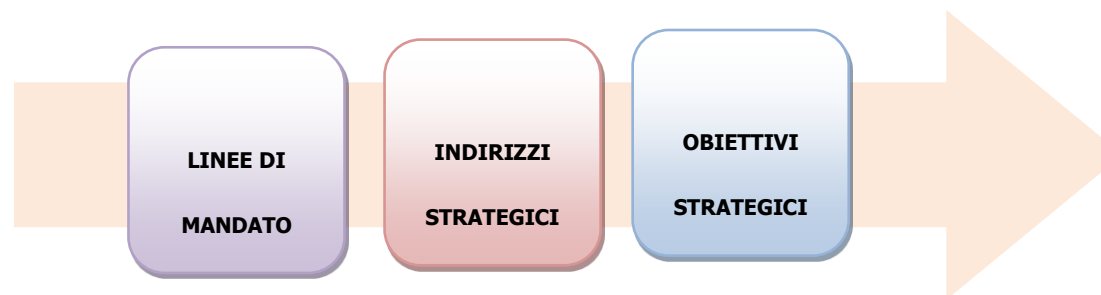 LINEE DI
MANDATO
INDIRIZZI
STRATEGICI
OBIETTIVI
STRATEGICI